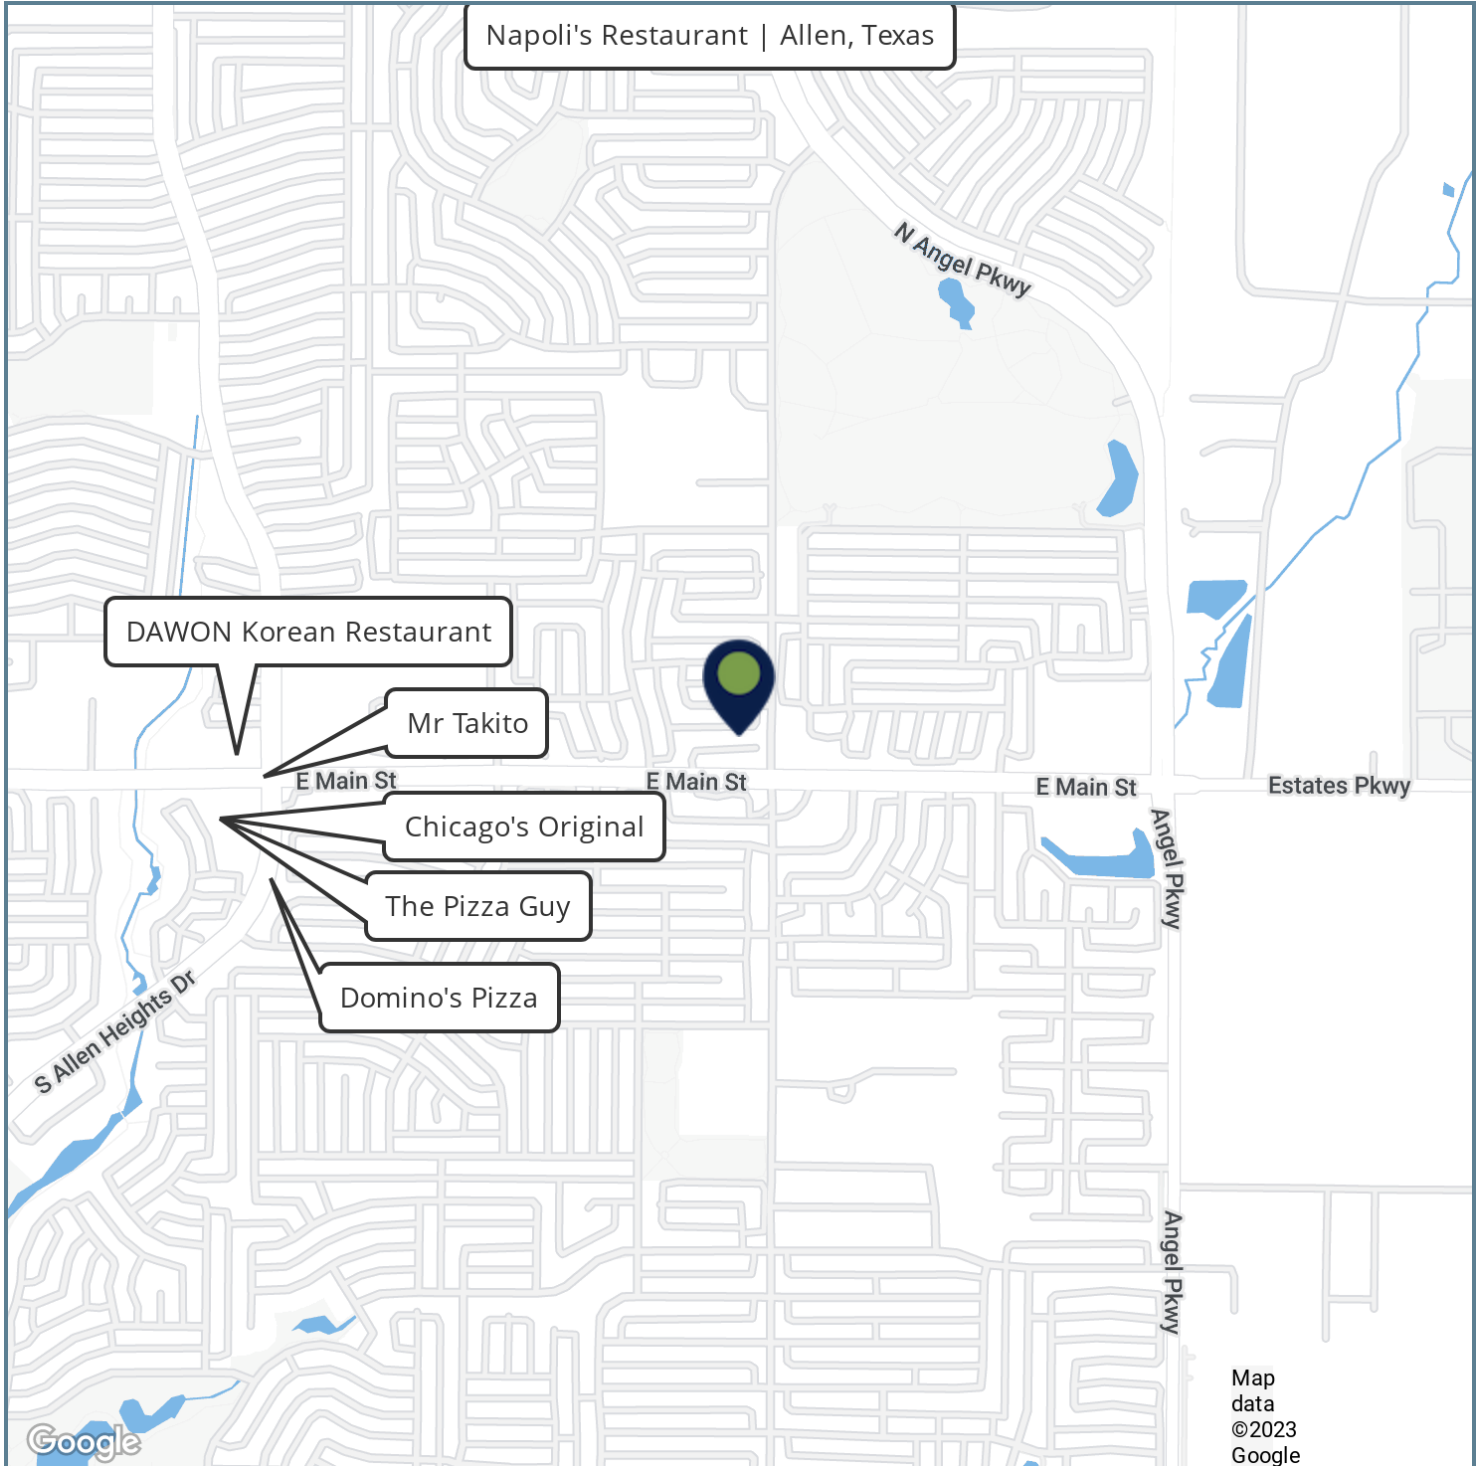 Napoli's Restaurant | Allen, Texas
N Angel Pkwy
DAWON Korean Restaurant
Mr Takito
E Main St
E Main St
E Main St
Estates Pkwy
Chicago's Original
Angel Pkwy
The Pizza Guy
Domino's Pizza
S Allen Heights Dr
Angel Pkwy
Map
data
©2023
Google
Google